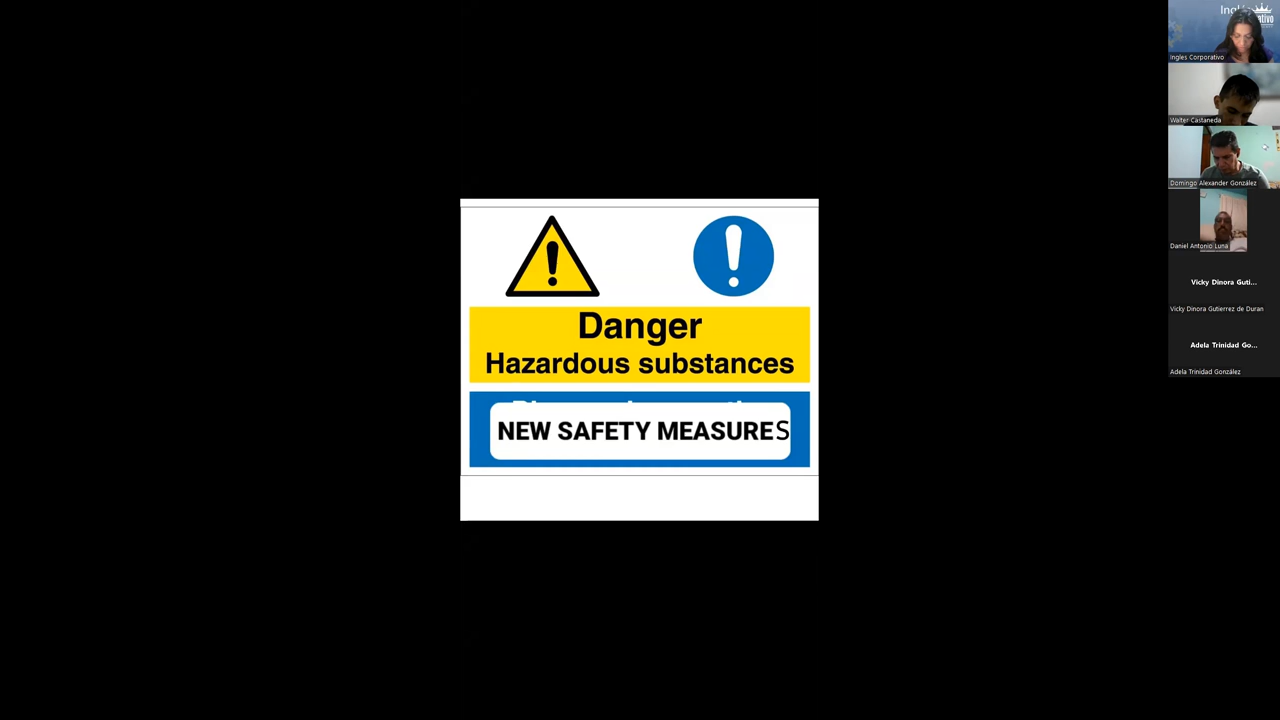 Danger
Hazardous substances
NEW SAFETY MEASURES
Ingles Corporativo
Walter Castaneda
Domingo Alexander González
Daniel Antonio Luna
Vicky Dinora Guti...
Vicky Dinora Gutierrez de Duran
Adela Trinidad Go...
Adela Trinidad González